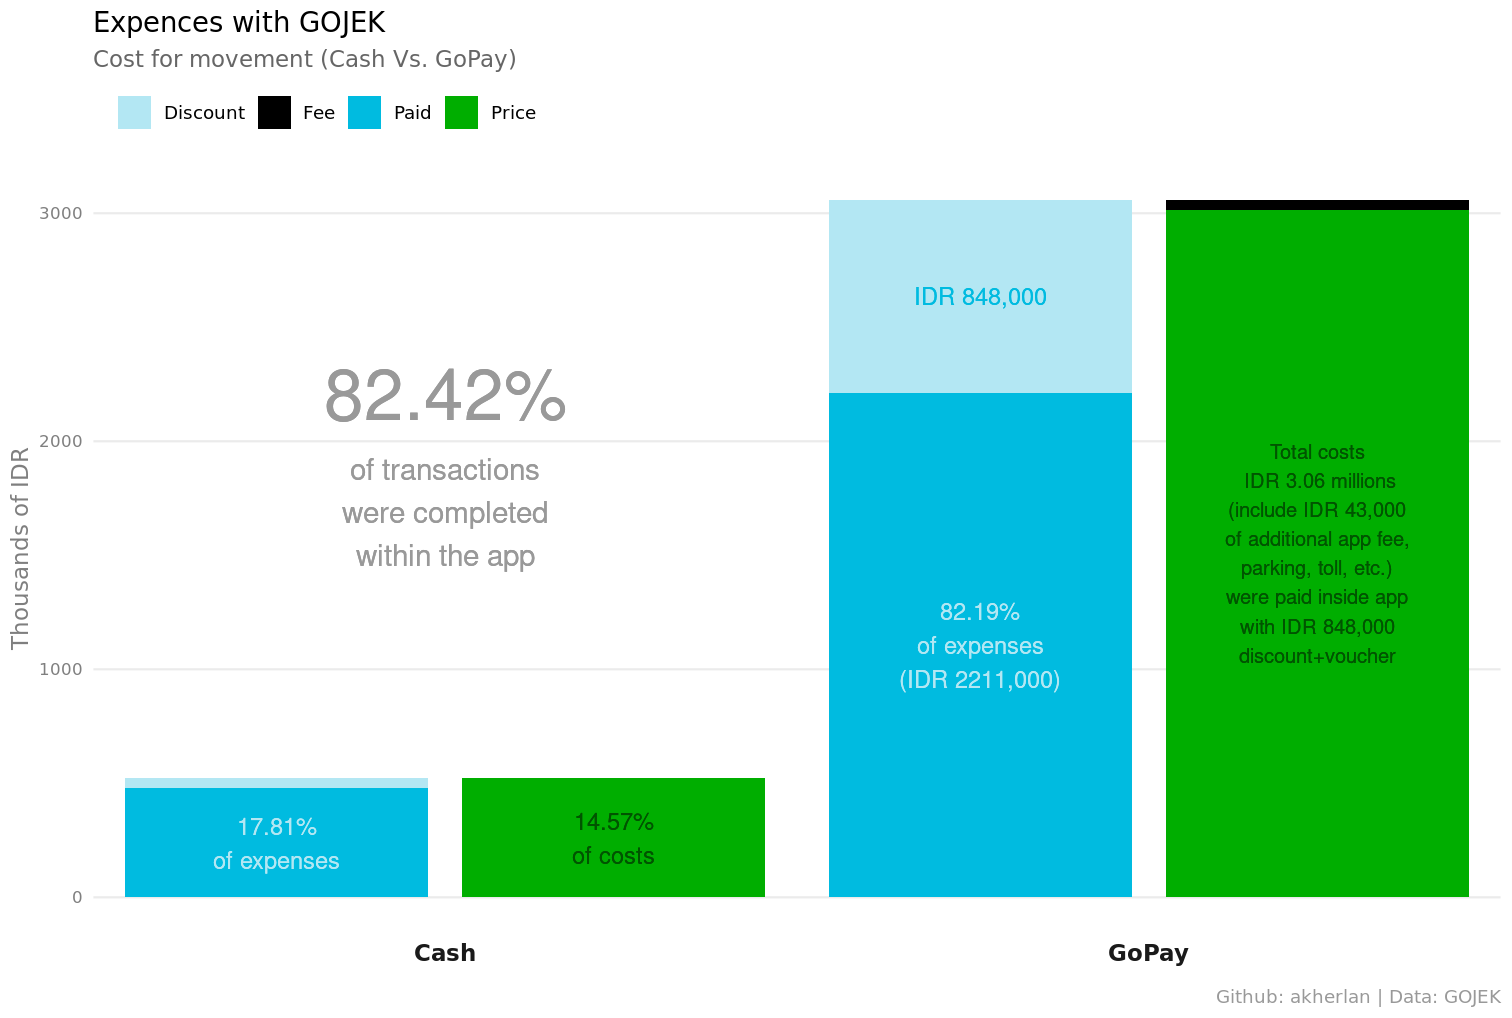 Expences with GOJEK
Cost for movement (Cash Vs. GoPay)
Discount Fee Paid Price
Thousands of IDR
3000
2000
1000
0
82.42%
of transactions
were completed
within the app
17.81%
of expenses
14.57%
of costs
IDR 848,000
82.19%
of expenses
(IDR 2211,000)
Total costs
IDR 3.06 millions
(include IDR 43,000
of additional app fee,
parking, toll, etc.)
were paid inside app
with IDR 848,000
discount+voucher
Cash
GoPay
Github: akherlan | Data: GOJEK